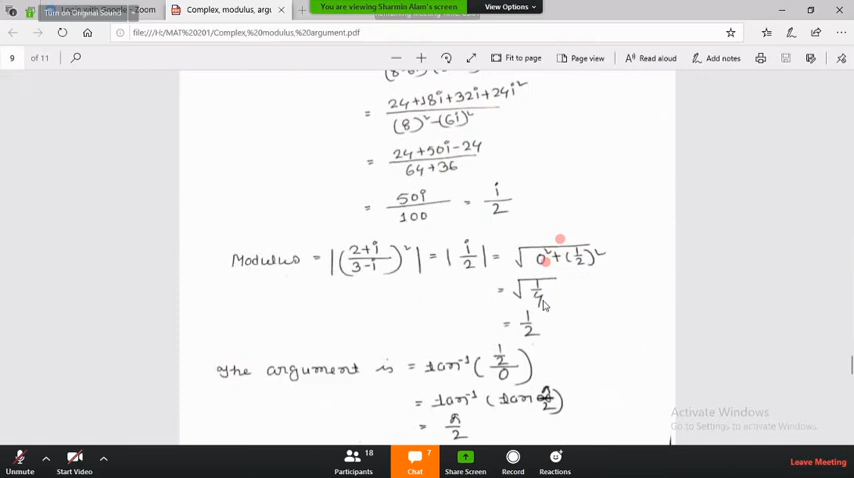 Zoom
Turn on Original Sound
Complex, modulus, argu
You are viewing Sharmin Alam's screen
View Options
file:///H:/MAT%20201/Complex,%20modulus,%20argument.pdf
9 of 11
Fit to page
Page view
Read aloud
Add notes
= 24+18i+32i+24i² / (8)²-(6i)²
= 24+50i-24 / 64+36
= 50i / 100 = i / 2
Modulus = |(2+i / 3-i)²| = |i / 2| = √0²+(1/2)²
= √1/4
= 1/2
The argument is = tan⁻¹(1/2 / 0)
= tan⁻¹(tan π/2)
= π/2
Activate Windows
Go to Settings to activate Windows.
18
7
Unmute
Start Video
Participants
Chat
Share Screen
Record
Reactions
Leave Meeting